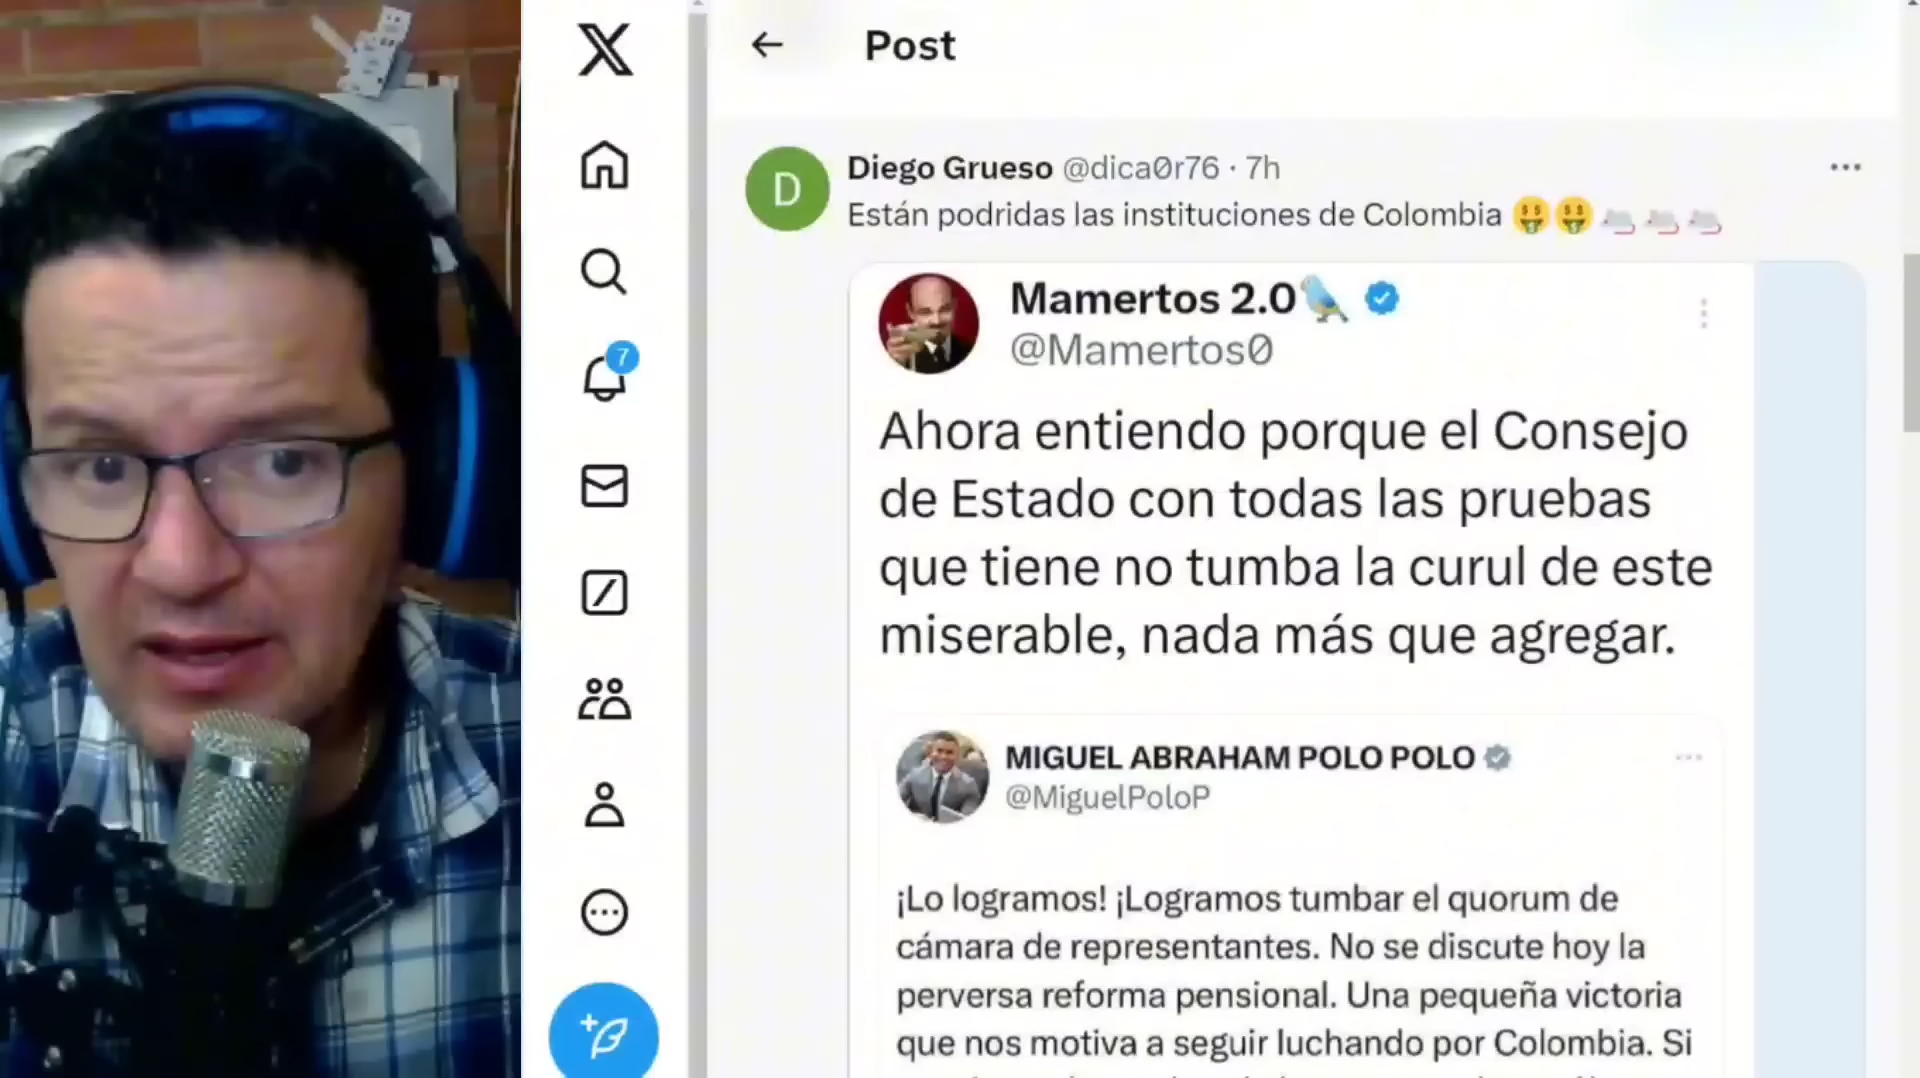 X
Post
Diego Grueso @dica0r76 · 7h
Están podridas las instituciones de Colombia 🤑🤑🐁🐁🐁
D
Mamertos 2.0
@Mamertos0
Ahora entiendo porque el Consejo
de Estado con todas las pruebas
que tiene no tumba la curul de este
miserable, nada más que agregar.
7
MIGUEL ABRAHAM POLO POLO
@MiguelPoloP
¡Lo logramos! ¡Logramos tumbar el quorum de
cámara de representantes. No se discute hoy la
perversa reforma pensional. Una pequeña victoria
que nos motiva a seguir luchando por Colombia. Si